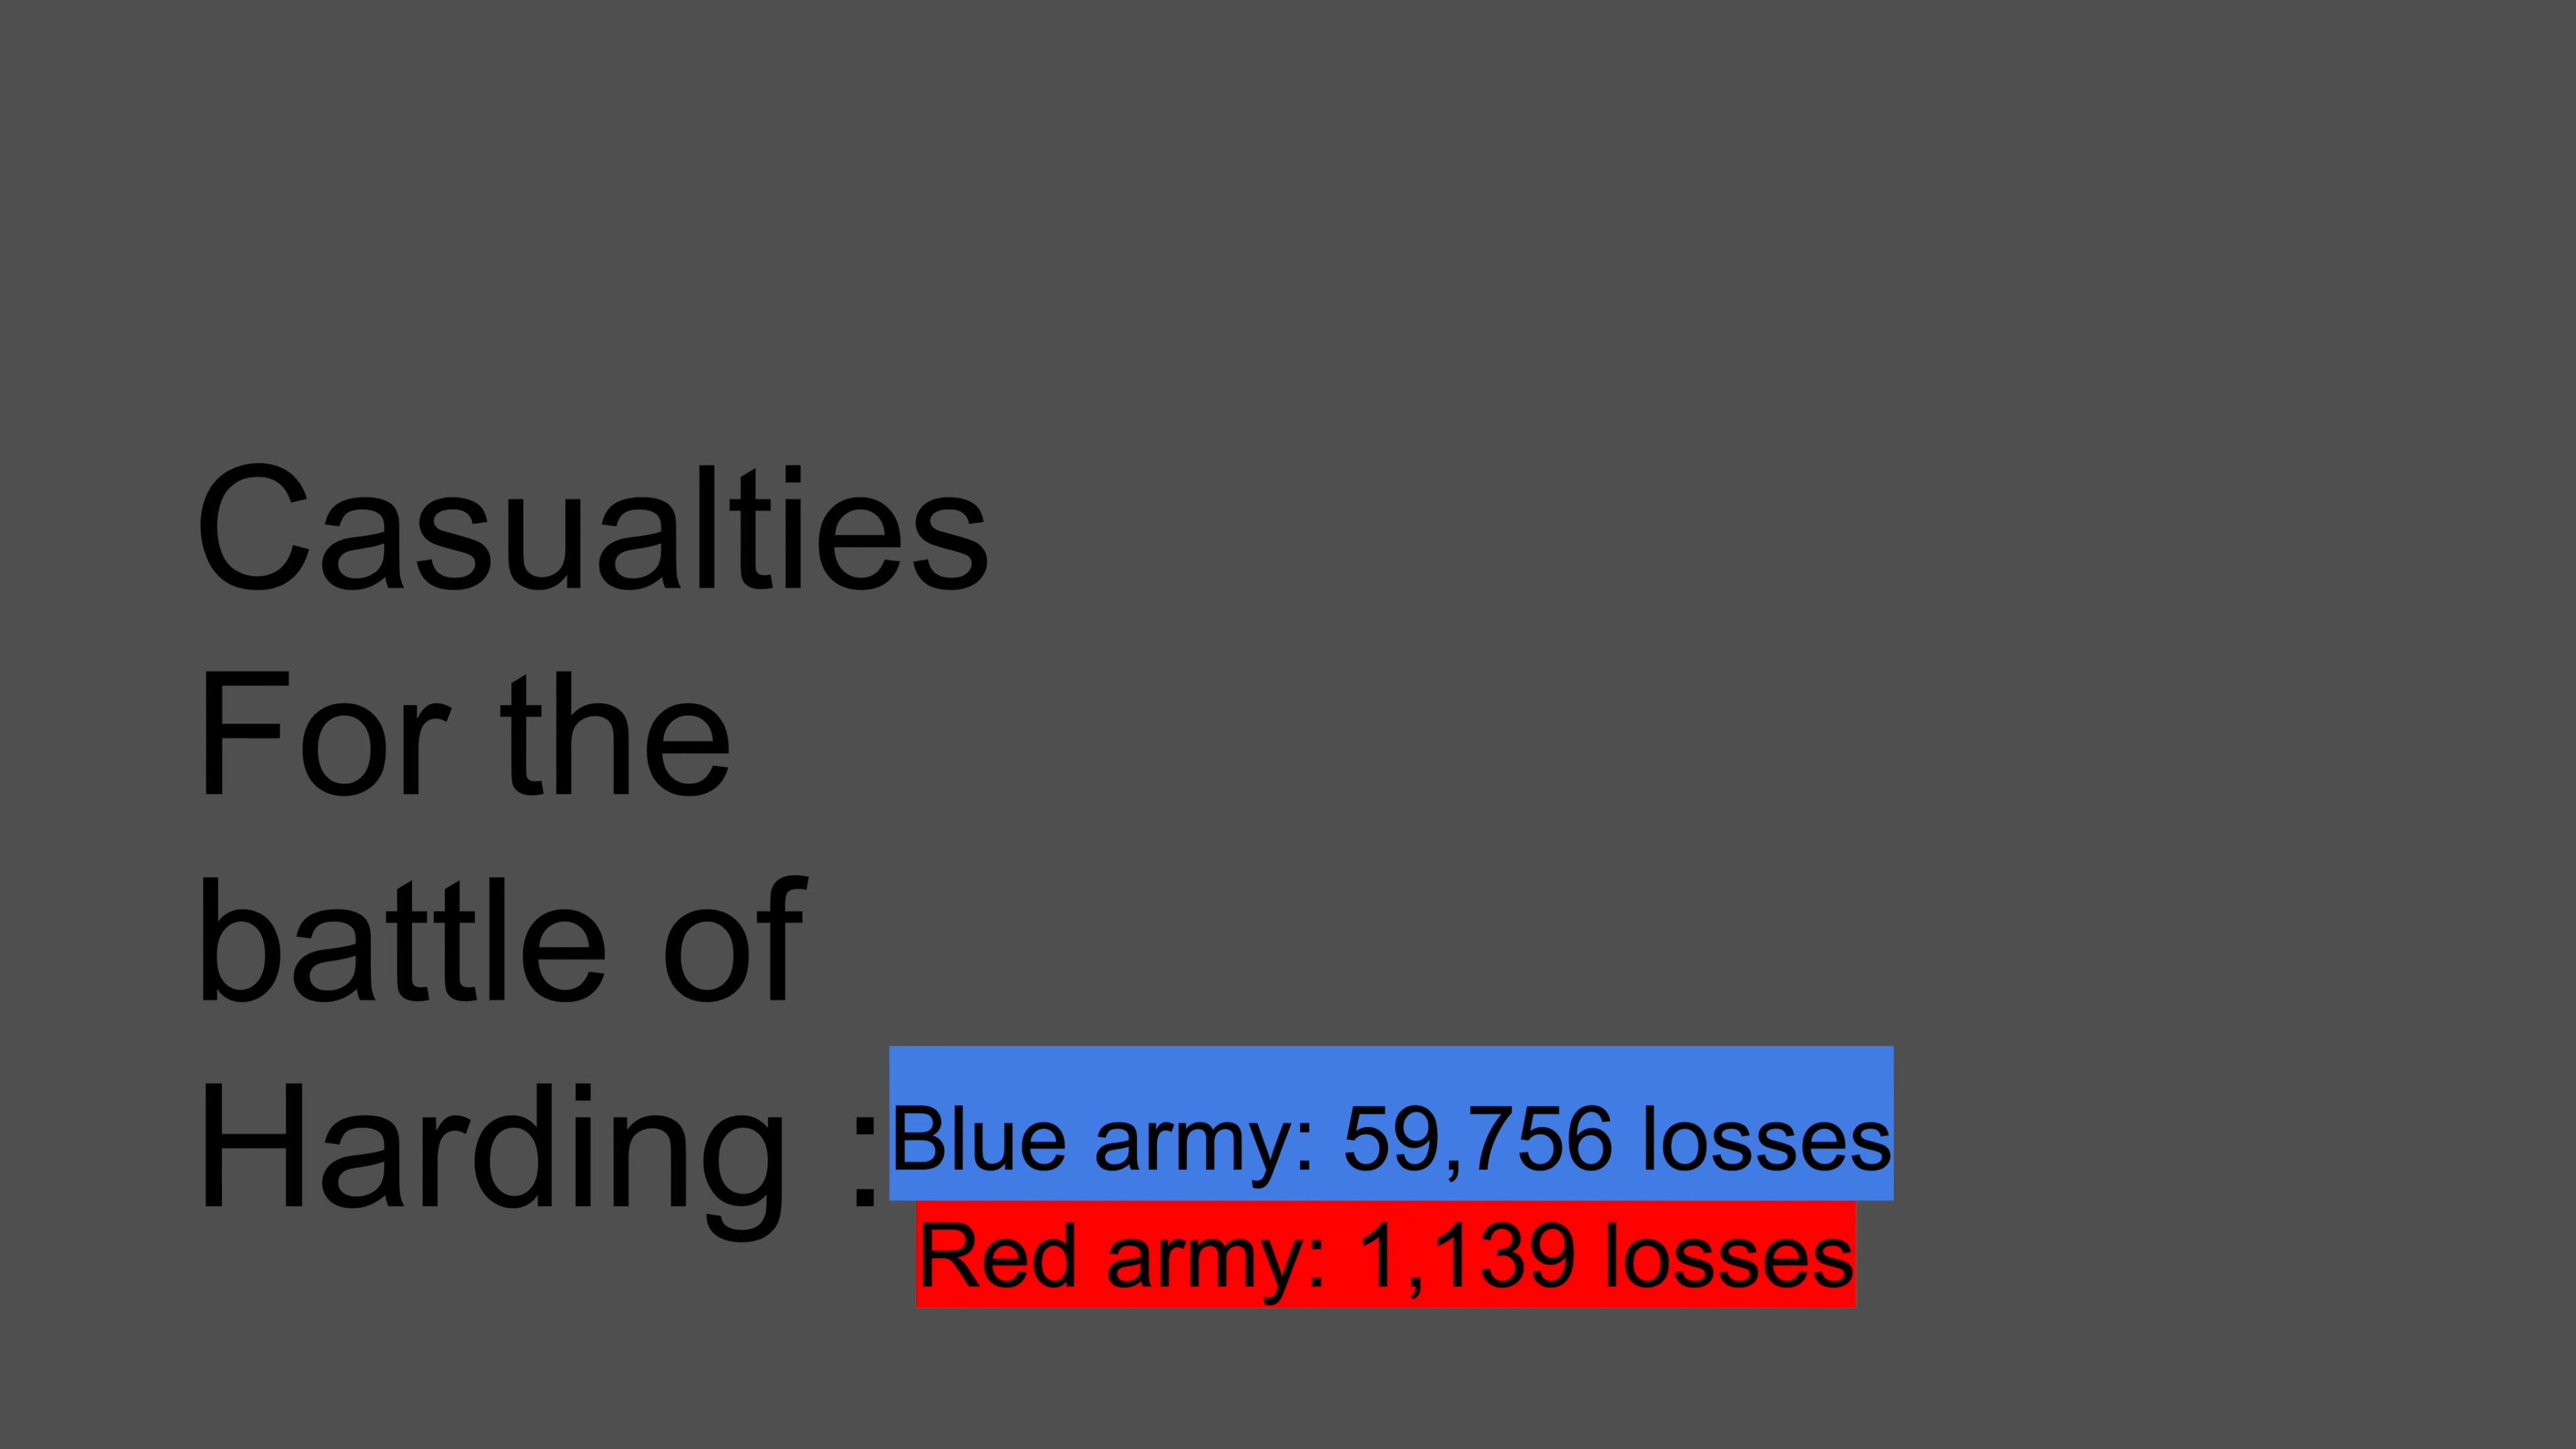 Casualties
For the
battle of
Harding :
Blue army: 59,756 losses
Red army: 1,139 losses